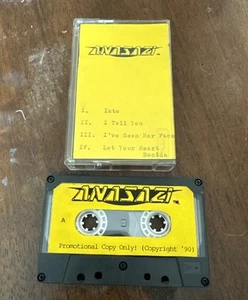 ANASAZI
I. Into
II. I Tell You
III. I've Seen Her Face
IV. Let Your Heart
Decide
ANASAZI
A
Promotional Copy Only! (Copyright '90)